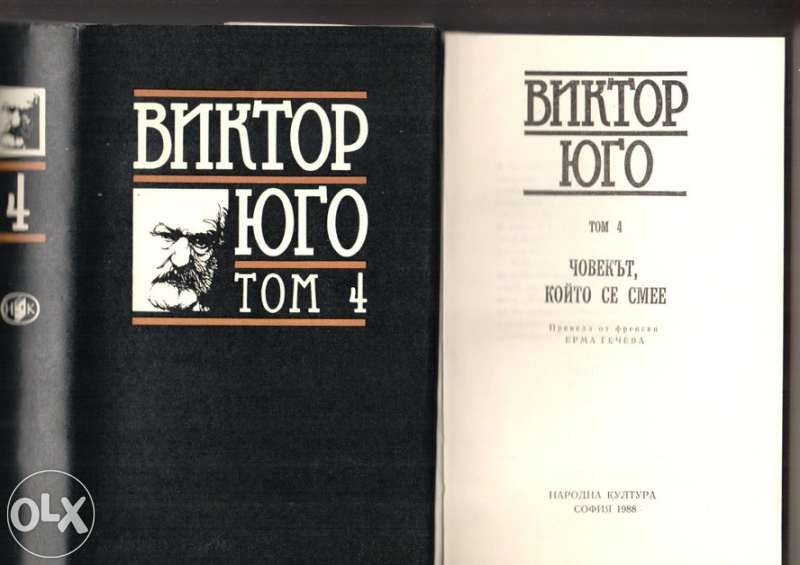 4
НК
ВИКТОР
ЮГО
ТОМ 4
ВИКТОР
ЮГО
ТОМ 4
ЧОВЕКЪТ,
КОЙТО СЕ СМЕЕ
Превела от френски
ЕРМА ГЕЧЕВА
НАРОДНА КУЛТУРА
СОФИЯ 1988
OLX